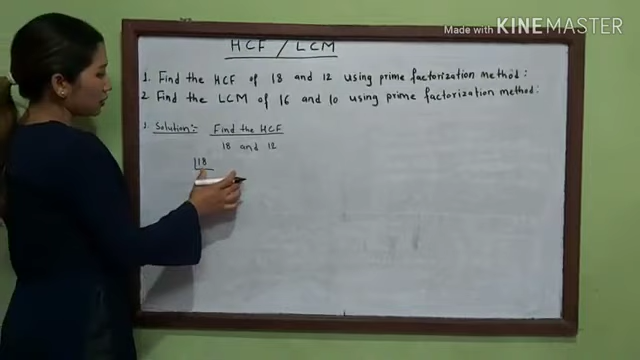 Made with KINEMASTER
HCF / LCM
1. Find the HCF of 18 and 12 using prime factorization method:
2 Find the LCM of 16 and 10 using prime factorization method:
1. Solution:- Find the HCF
18 and 12
18